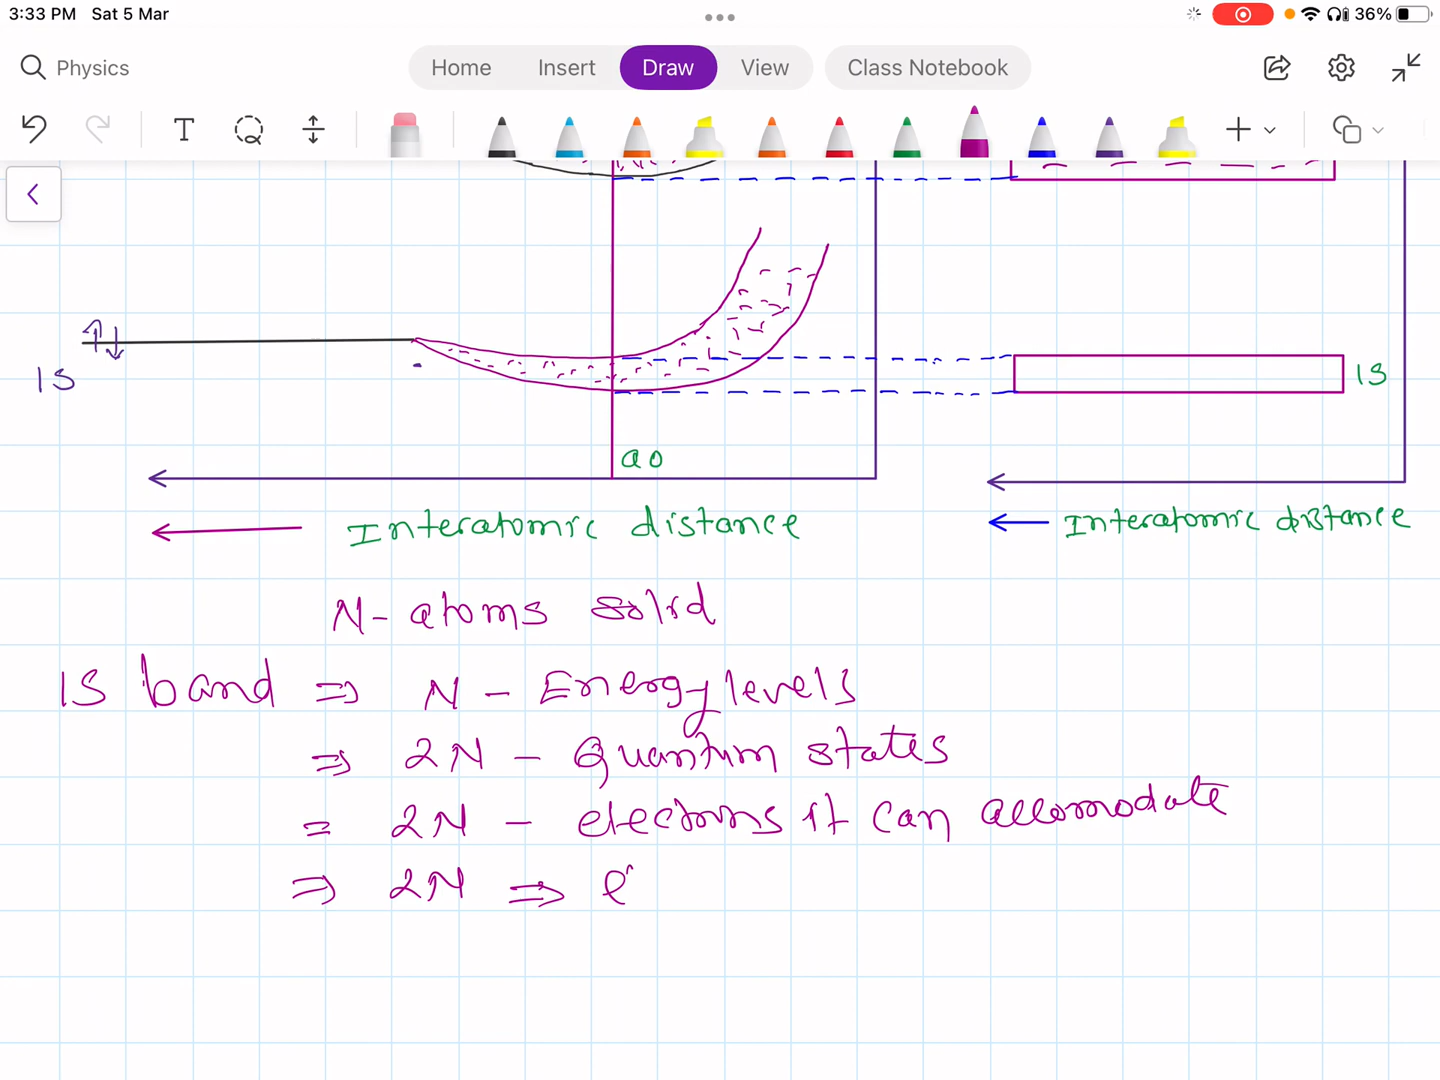 3:33 PM Sat 5 Mar
36%
Physics
Home Insert Draw View Class Notebook
T
1S
1S
a0
Interatomic distance
Interatomic distance
N- atoms solid
1S band ⇒ N - Energy levels
⇒ 2N - Quantum states
= 2N - electrons it can accomodate
⇒ 2N ⇒ e